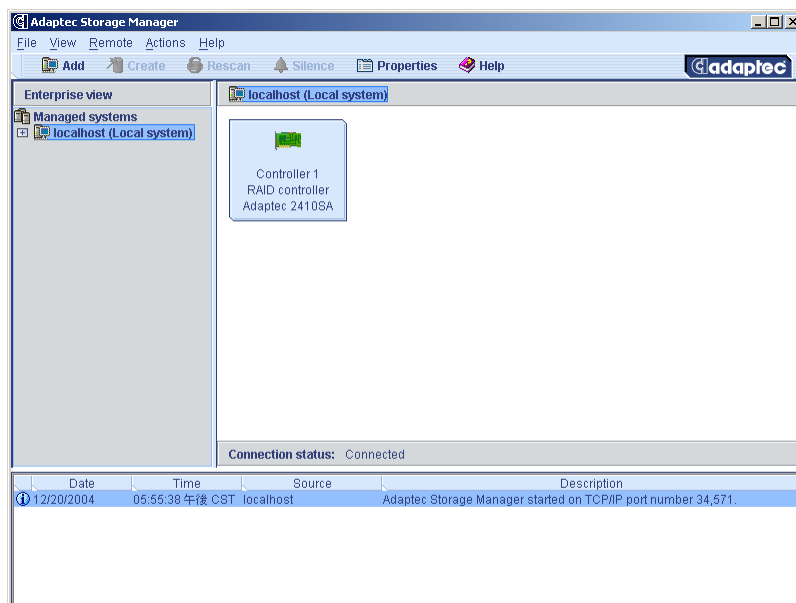 Adaptec Storage Manager
File View Remote Actions Help
Add Create Rescan Silence Properties Help
adaptec
Enterprise view
localhost (Local system)
Managed systems
localhost (Local system)
Controller 1
RAID controller
Adaptec 2410SA
Connection status: Connected
Date Time Source Description
12/20/2004 05:55:38 午後 CST localhost Adaptec Storage Manager started on TCP/IP port number 34,571.